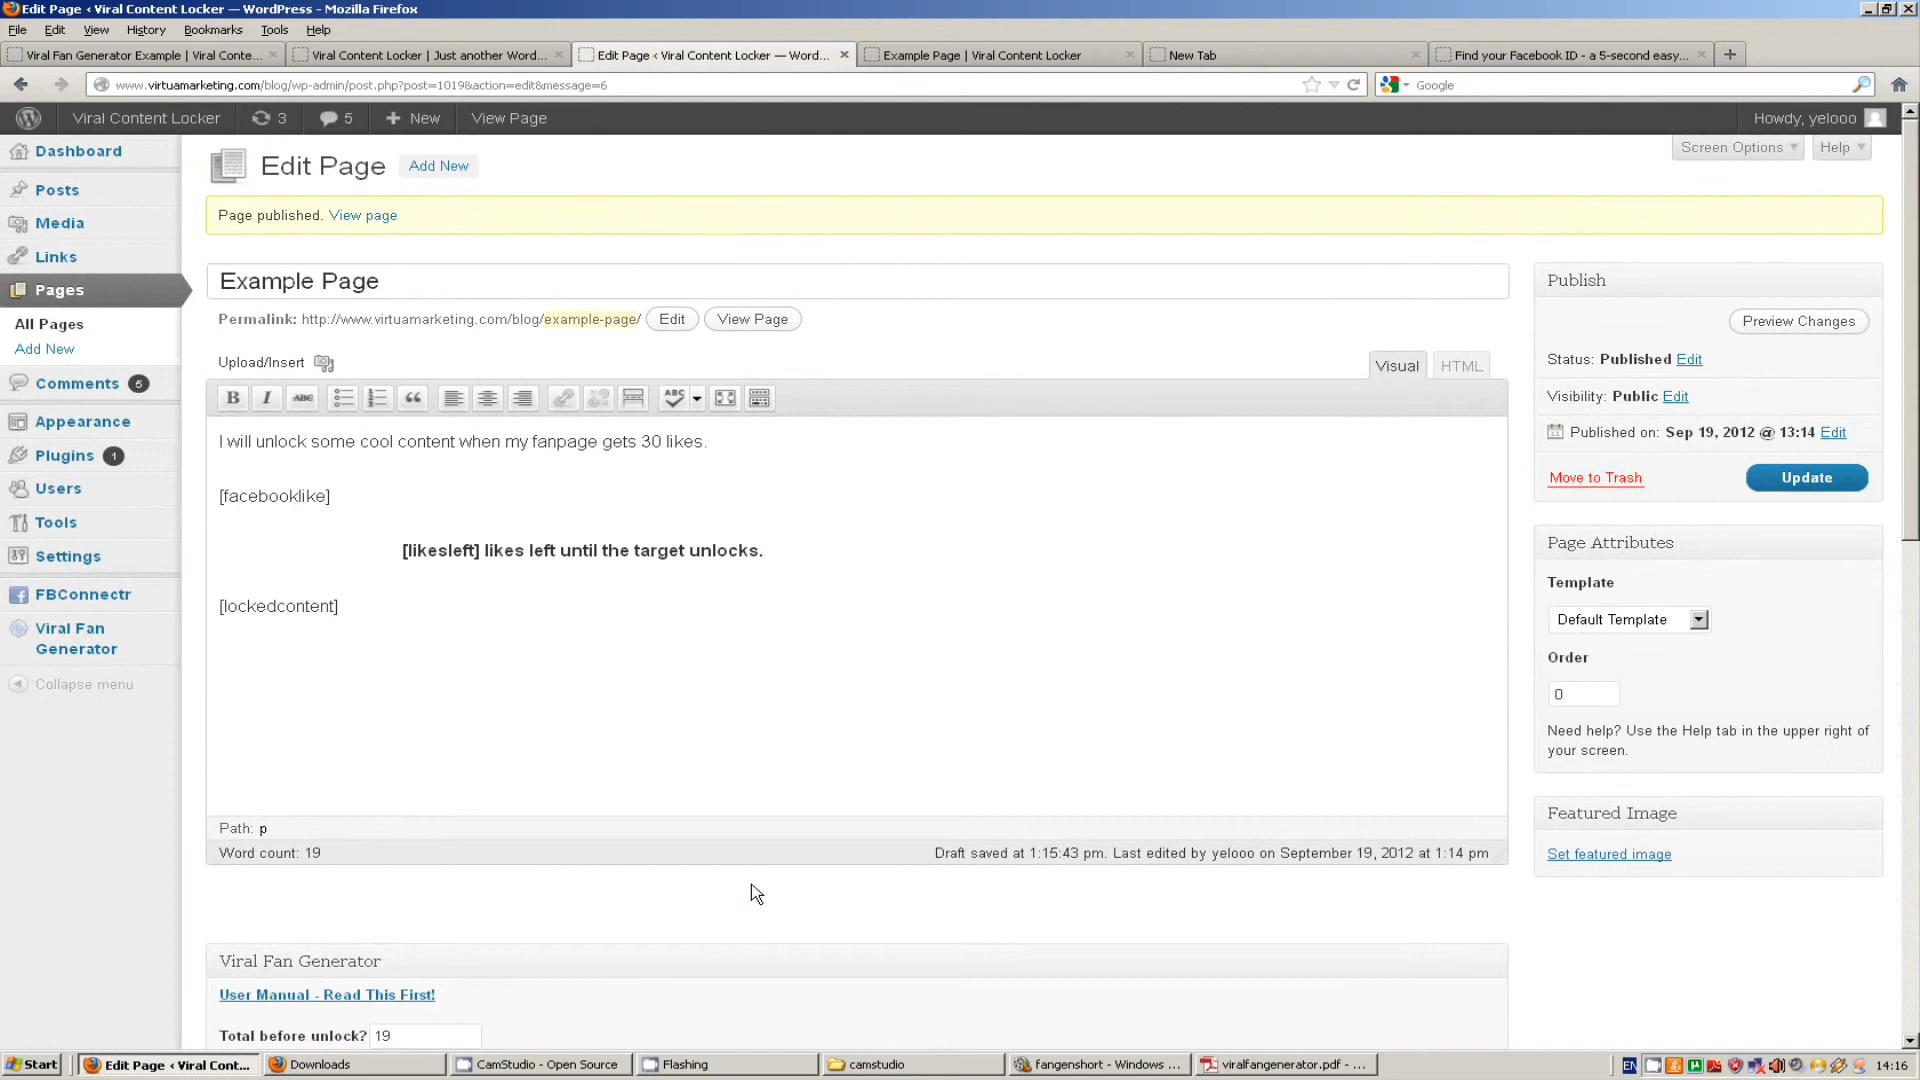 Edit Page ‹ Viral Content Locker — WordPress - Mozilla Firefox
File Edit View History Bookmarks Tools Help
Viral Fan Generator Example | Viral Conte... Viral Content Locker | Just another Word... Edit Page ‹ Viral Content Locker — Word... Example Page | Viral Content Locker New Tab Find your Facebook ID - a 5-second easy...
www.virtuamarketing.com/blog/wp-admin/post.php?post=1019&action=edit&message=6 Google
Viral Content Locker 3 5 New View Page Howdy, yelooo
Screen Options Help
Dashboard
Posts
Media
Links
Pages
All Pages
Add New
Comments 5
Appearance
Plugins 1
Users
Tools
Settings
FBConnectr
Viral Fan
Generator
Collapse menu
Edit Page Add New
Page published. View page
Example Page
Permalink: http://www.virtuamarketing.com/blog/example-page/ Edit View Page
Upload/Insert Visual HTML
B I ABC ABC
I will unlock some cool content when my fanpage gets 30 likes.
[facebooklike]
[likesleft] likes left until the target unlocks.
[lockedcontent]
Path: p
Word count: 19 Draft saved at 1:15:43 pm. Last edited by yelooo on September 19, 2012 at 1:14 pm
Viral Fan Generator
User Manual - Read This First!
Total before unlock? 19
Publish
Preview Changes
Status: Published Edit
Visibility: Public Edit
Published on: Sep 19, 2012 @ 13:14 Edit
Move to Trash Update
Page Attributes
Template
Default Template
Order
0
Need help? Use the Help tab in the upper right of
your screen.
Featured Image
Set featured image
Start Edit Page ‹ Viral Cont... Downloads CamStudio - Open Source Flashing camstudio fangenshort - Windows ... viralfangenerator.pdf - ... EN 14:16